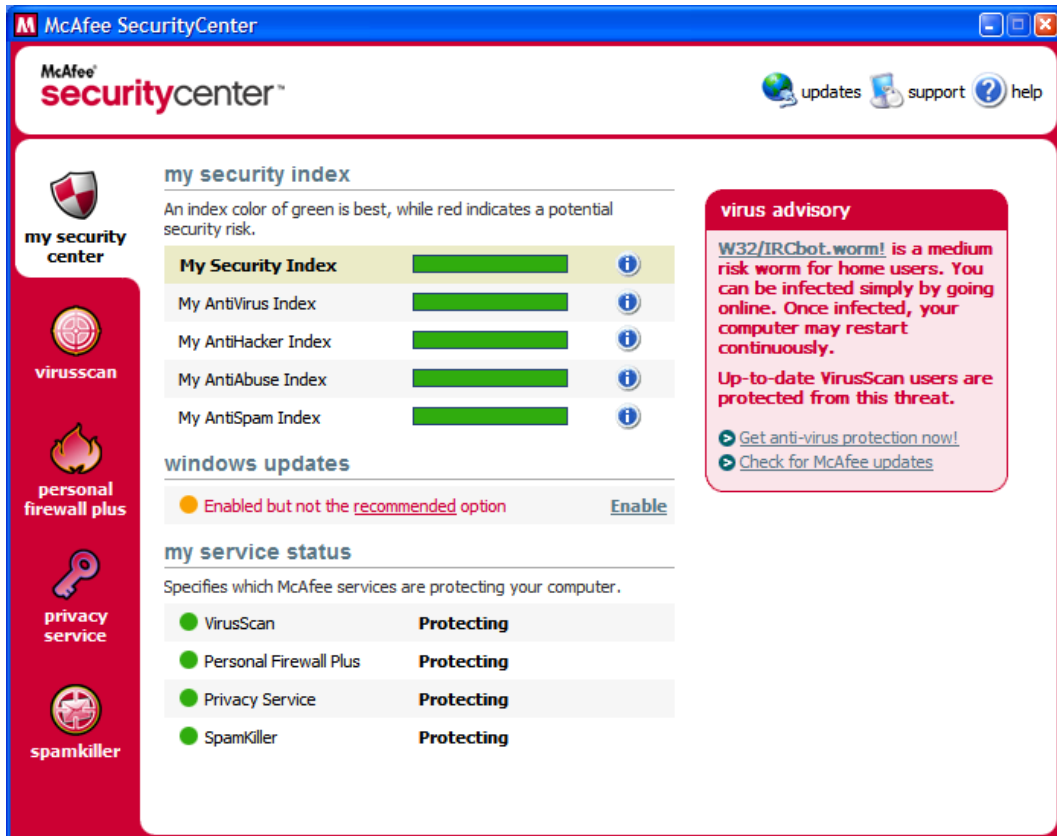 McAfee SecurityCenter
McAfee®
securitycenter™
updates support help
my security
center
virusscan
personal
firewall plus
privacy
service
spamkiller
my security index
An index color of green is best, while red indicates a potential
security risk.
My Security Index
My AntiVirus Index
My AntiHacker Index
My AntiAbuse Index
My AntiSpam Index
windows updates
Enabled but not the recommended option Enable
my service status
Specifies which McAfee services are protecting your computer.
VirusScan Protecting
Personal Firewall Plus Protecting
Privacy Service Protecting
SpamKiller Protecting
virus advisory
W32/IRCbot.worm! is a medium
risk worm for home users. You
can be infected simply by going
online. Once infected, your
computer may restart
continuously.
Up-to-date VirusScan users are
protected from this threat.
Get anti-virus protection now!
Check for McAfee updates